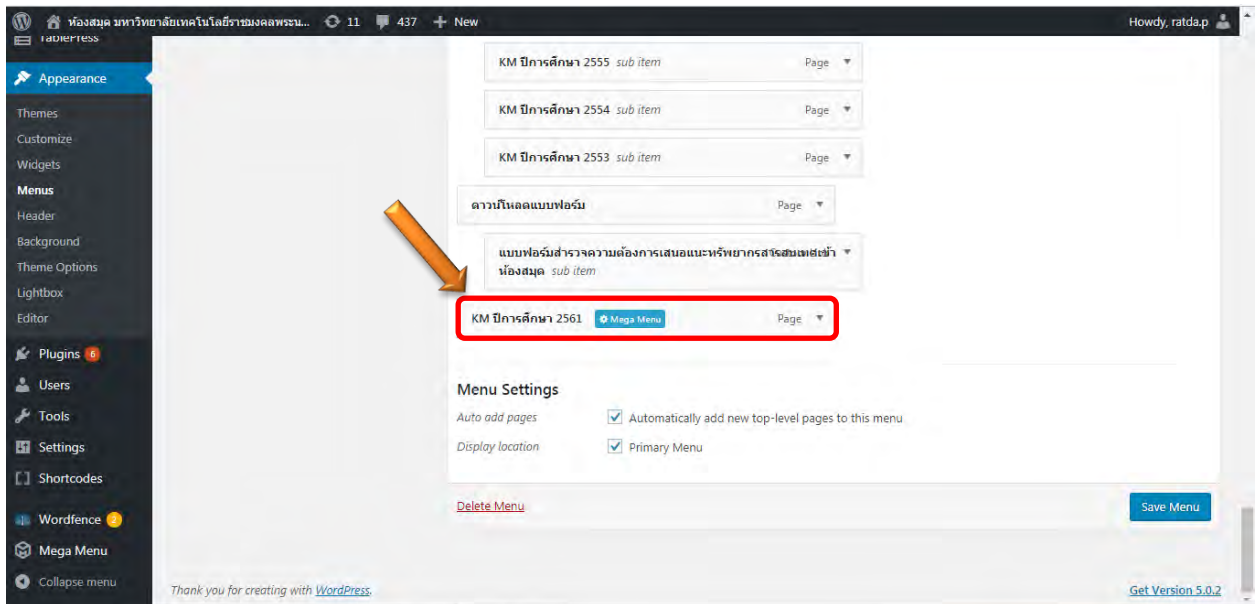 ห้องสมุด มหาวิทยาลัยเทคโนโลยีราชมงคลพระน... 11 437 + New Howdy, ratda.p
TablePress
Appearance
Themes
Customize
Widgets
Menus
Header
Background
Theme Options
Lightbox
Editor
Plugins 6
Users
Tools
Settings
Shortcodes
Wordfence 2
Mega Menu
Collapse menu
KM ปีการศึกษา 2555 sub item Page
KM ปีการศึกษา 2554 sub item Page
KM ปีการศึกษา 2553 sub item Page
ดาวน์โหลดแบบฟอร์ม Page
แบบฟอร์มสำรวจความต้องการเสนอแนะทรัพยากรสารสนเทศเข้า
ห้องสมุด sub item
KM ปีการศึกษา 2561 Mega Menu Page
Menu Settings
Auto add pages Automatically add new top-level pages to this menu
Display location Primary Menu
Delete Menu Save Menu
Thank you for creating with WordPress. Get Version 5.0.2